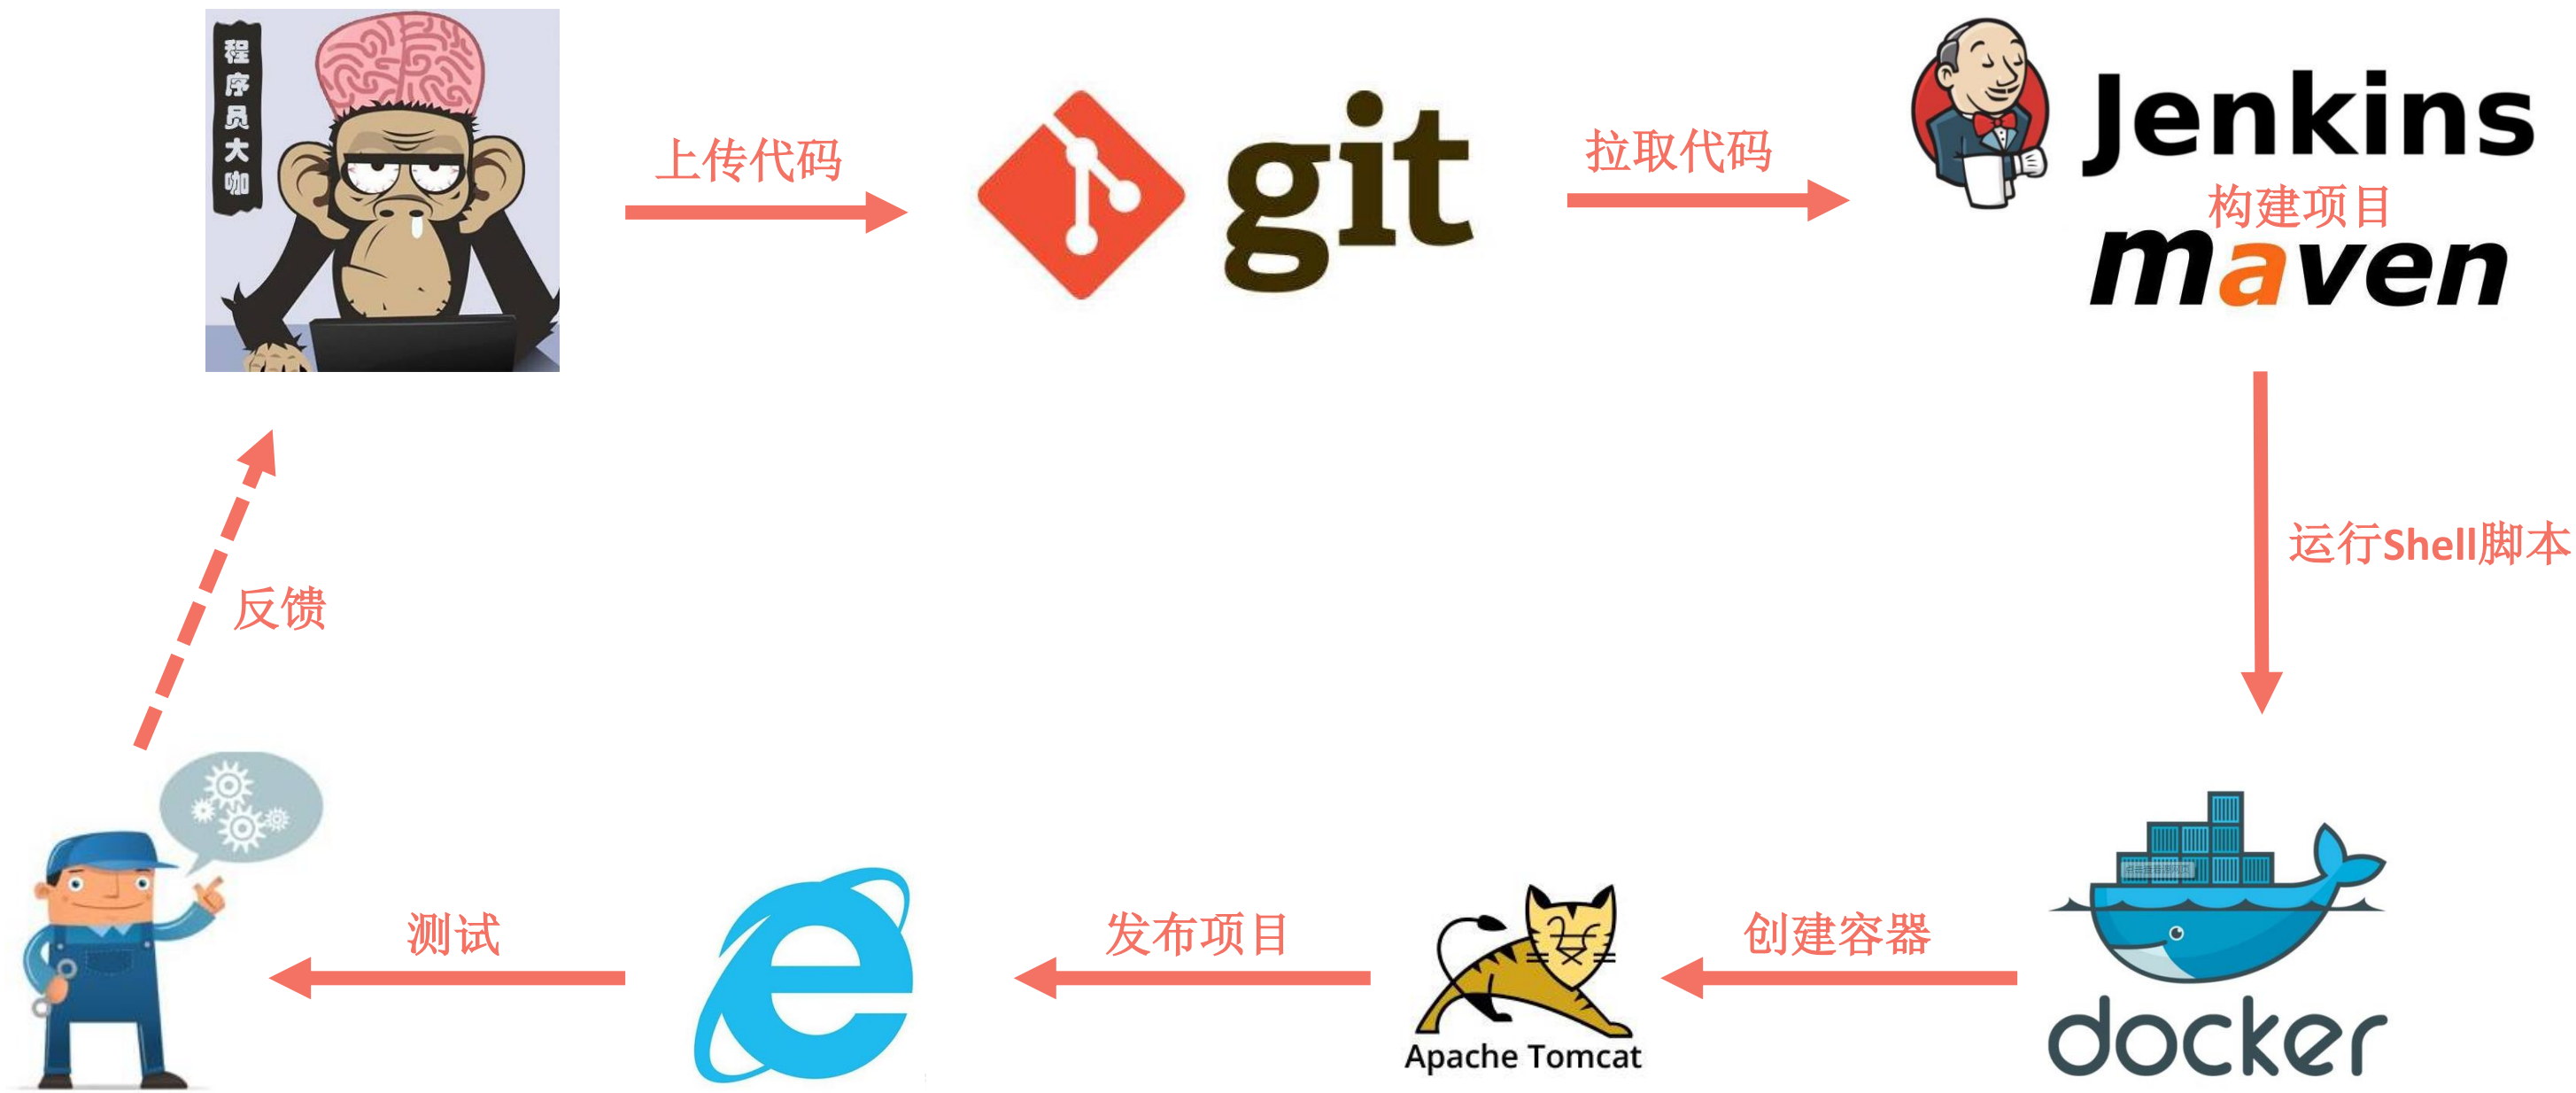 程序员大咖
上传代码
git
拉取代码
Jenkins
构建项目
maven
运行Shell脚本
反馈
测试
发布项目
Apache Tomcat
创建容器
docker